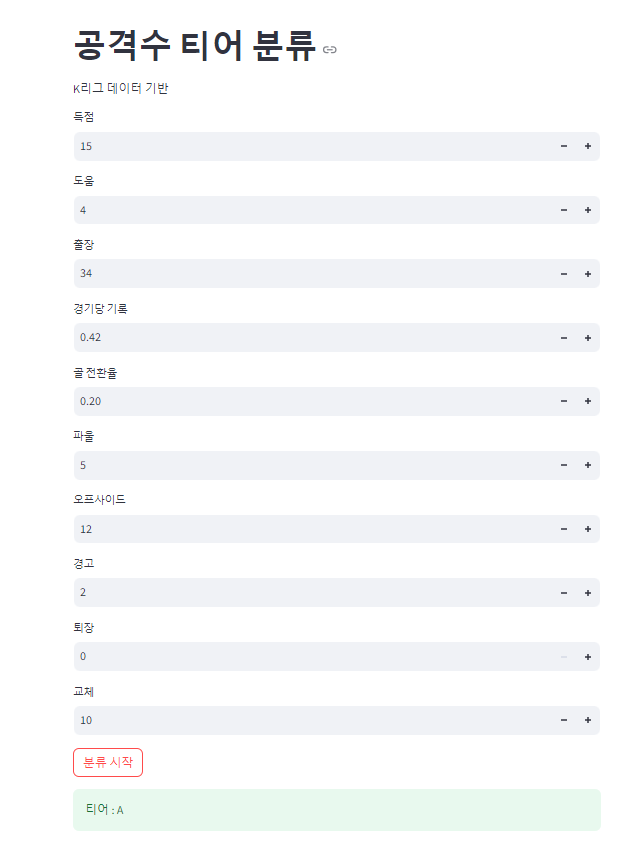 공격수 티어 분류
K리그 데이터 기반
득점
15
도움
4
출장
34
경기당 기록
0.42
골 전환율
0.20
파울
5
오프사이드
12
경고
2
퇴장
0
교체
10
분류 시작
티어 : A